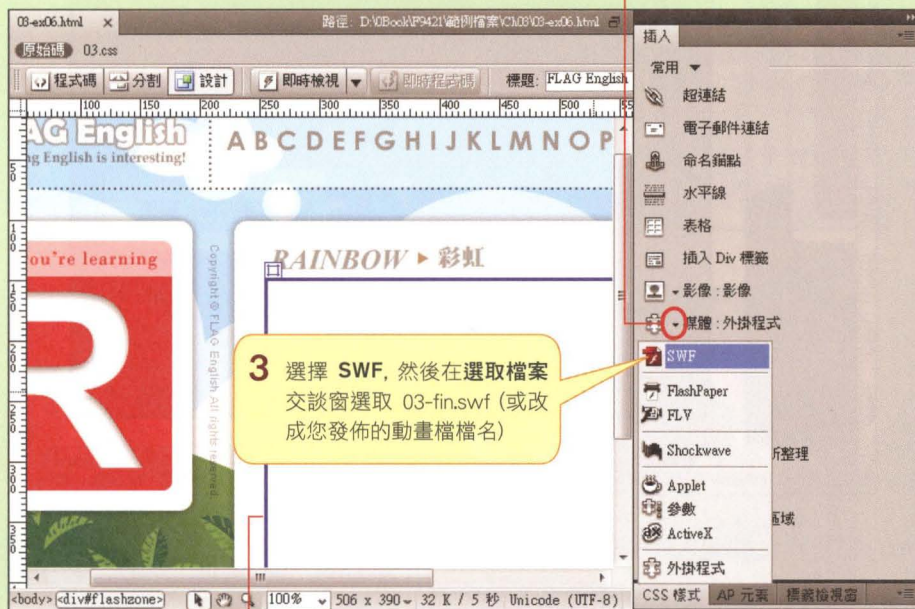 03-ex06.html × 路徑: D:\0Book\F9421\範例檔案\Ch03\03-ex06.html
原始碼 03.css
程式碼 分割 設計 即時檢視 即時程式碼 標題: FLAG English
100 150 200 250 300 350 400 450 500 55
AG English
ng English is interesting!
A B C D E F G H I J K L M N O P
ou're learning
R
Copyright © FLAG English All rights reserved.
RAINBOW ▸ 彩虹
3 選擇 SWF, 然後在選取檔案
交談窗選取 03-fin.swf (或改
成您發佈的動畫檔檔名)
<body> <div#flashzone> 100% 506 x 390 32 K / 5 秒 Unicode (UTF-8)
插入
常用 ▼
超連結
電子郵件連結
命名錨點
水平線
表格
插入 Div 標籤
影像 : 影像
媒體 : 外掛程式
SWF
FlashPaper
FLV
Shockwave
所整理
Applet
參數
區域
ActiveX
外掛程式
CSS 樣式 AP 元素 標籤檢視窗